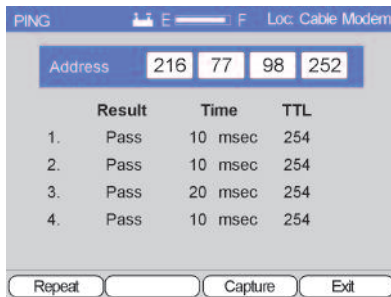 PING E F Loc: Cable Modem
Address 216 77 98 252
Result Time TTL
1. Pass 10 msec 254
2. Pass 10 msec 254
3. Pass 20 msec 254
4. Pass 10 msec 254
Repeat Capture Exit